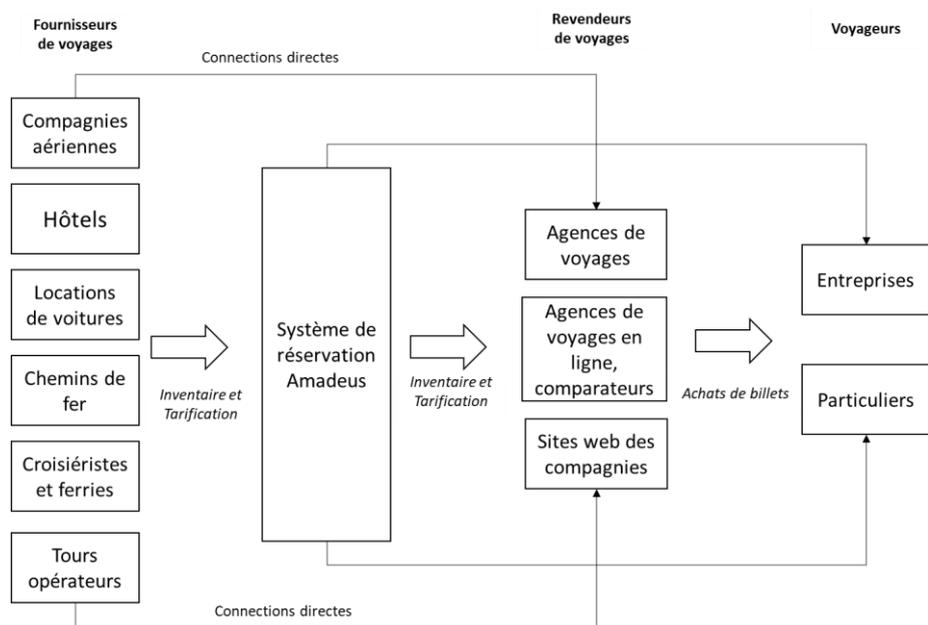 Fournisseurs
de voyages
Revendeurs
de voyages
Voyageurs
Connections directes
Compagnies
aériennes
Hôtels
Locations
de voitures
Chemins de
fer
Croisiéristes
et ferries
Tours
opérateurs
Inventaire et
Tarification
Système de
réservation
Amadeus
Inventaire et
Tarification
Agences de
voyages
Agences de
voyages en
ligne,
comparateurs
Sites web des
compagnies
Achats de billets
Entreprises
Particuliers
Connections directes